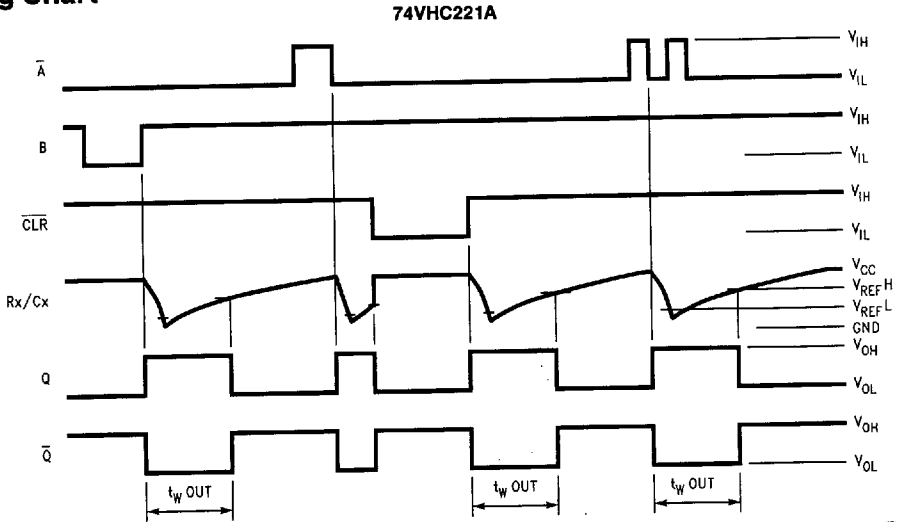 g Chart
74VHC221A
A̅
V_IH
V_IL
B
V_IH
V_IL
C̅L̅R̅
V_IH
V_IL
Rx/Cx
V_CC
V_REF H
V_REF L
GND
Q
V_OH
V_OL
Q̅
V_OH
V_OL
t_W OUT
t_W OUT
t_W OUT